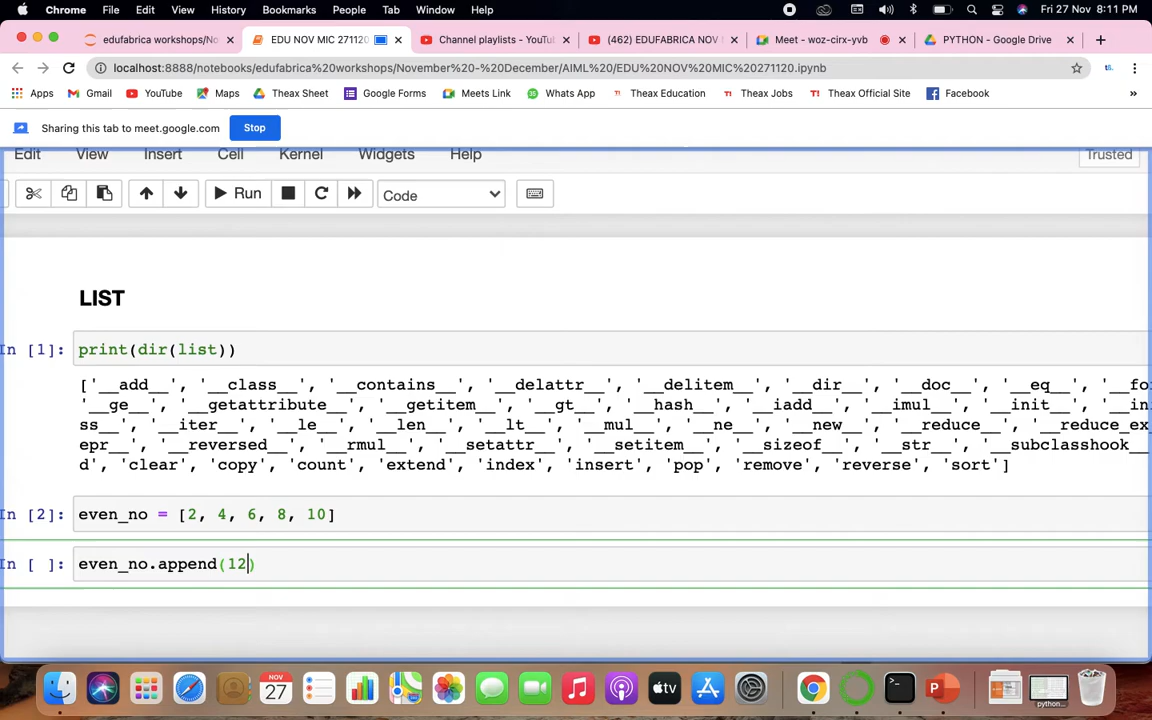 Chrome File Edit View History Bookmarks People Tab Window Help Fri 27 Nov 8:11 PM
edufabrica workshops/No EDU NOV MIC 271120 Channel playlists - YouTu (462) EDUFABRICA NOV Meet - woz-cirx-yvb PYTHON - Google Drive
localhost:8888/notebooks/edufabrica%20workshops/November%20-%20December/AIML%20/EDU%20NOV%20MIC%20271120.ipynb
Apps Gmail YouTube Maps Theax Sheet Google Forms Meets Link Whats App Theax Education Theax Jobs Theax Official Site Facebook »
Sharing this tab to meet.google.com Stop
Edit View Insert Cell Kernel Widgets Help Trusted
Run Code
LIST
In [1]: print(dir(list))
['__add__', '__class__', '__contains__', '__delattr__', '__delitem__', '__dir__', '__doc__', '__eq__', '__fo
'__ge__', '__getattribute__', '__getitem__', '__gt__', '__hash__', '__iadd__', '__imul__', '__init__', '__in
ss__', '__iter__', '__le__', '__len__', '__lt__', '__mul__', '__ne__', '__new__', '__reduce__', '__reduce_ex
epr__', '__reversed__', '__rmul__', '__setattr__', '__setitem__', '__sizeof__', '__str__', '__subclasshook__
d', 'clear', 'copy', 'count', 'extend', 'index', 'insert', 'pop', 'remove', 'reverse', 'sort']
In [2]: even_no = [2, 4, 6, 8, 10]
In [ ]: even_no.append(12)
NOV
27
tv
python...